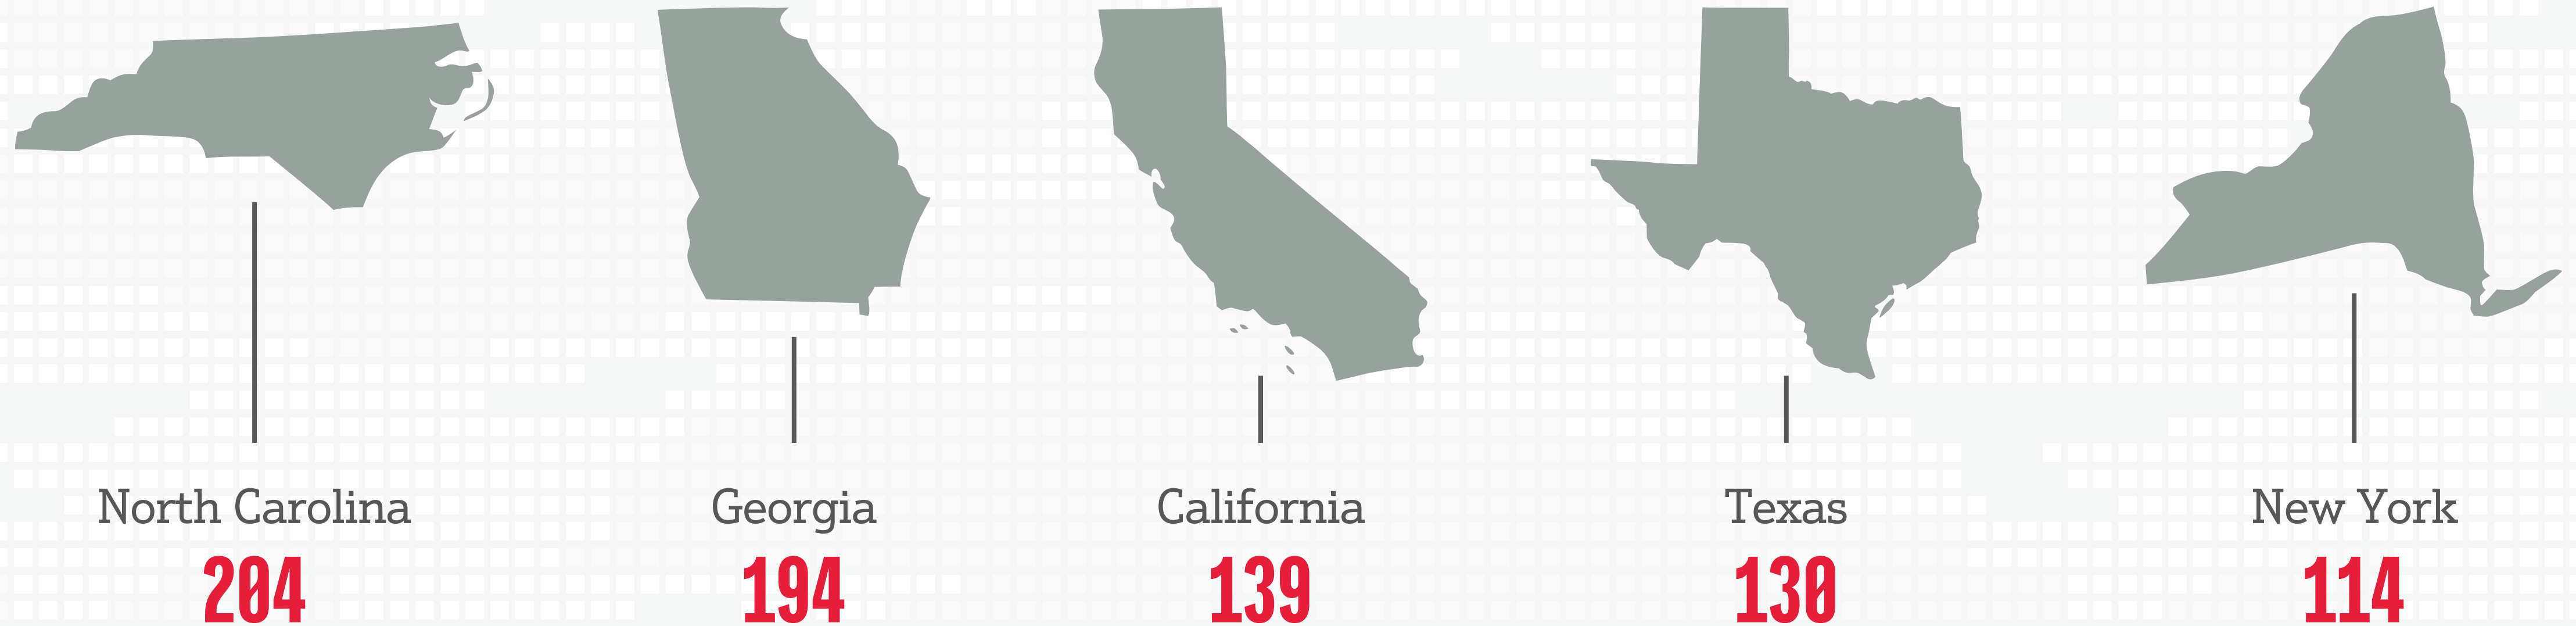 North Carolina
204
Georgia
194
California
139
Texas
130
New York
114